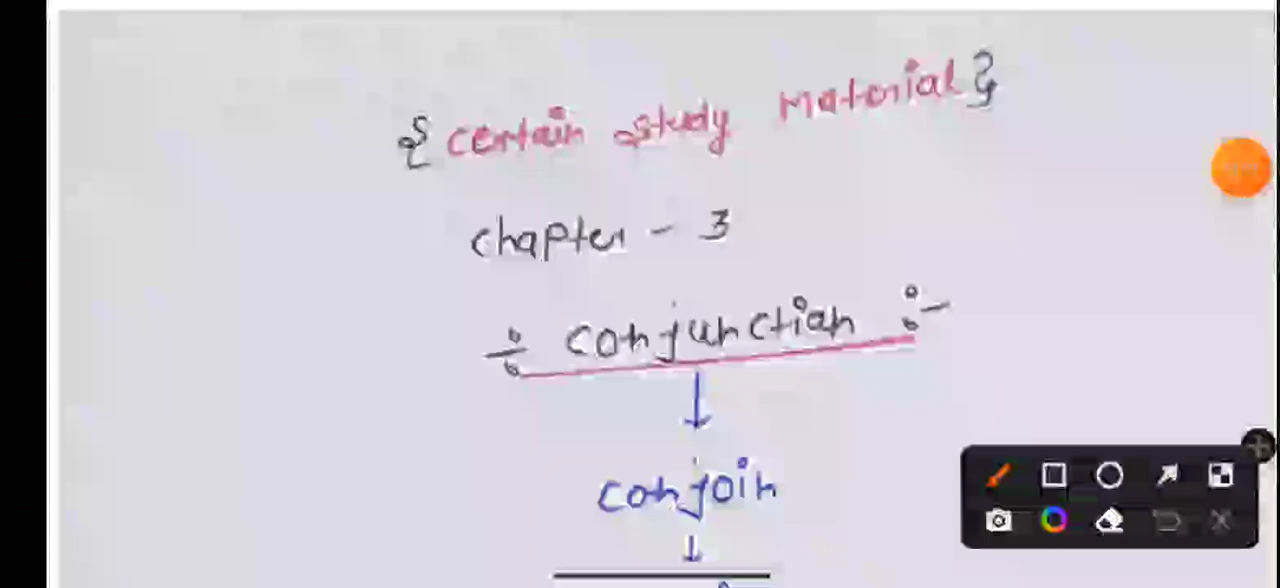 { certain study Material }
chapter - 3
÷ conjunction :-
conjoin